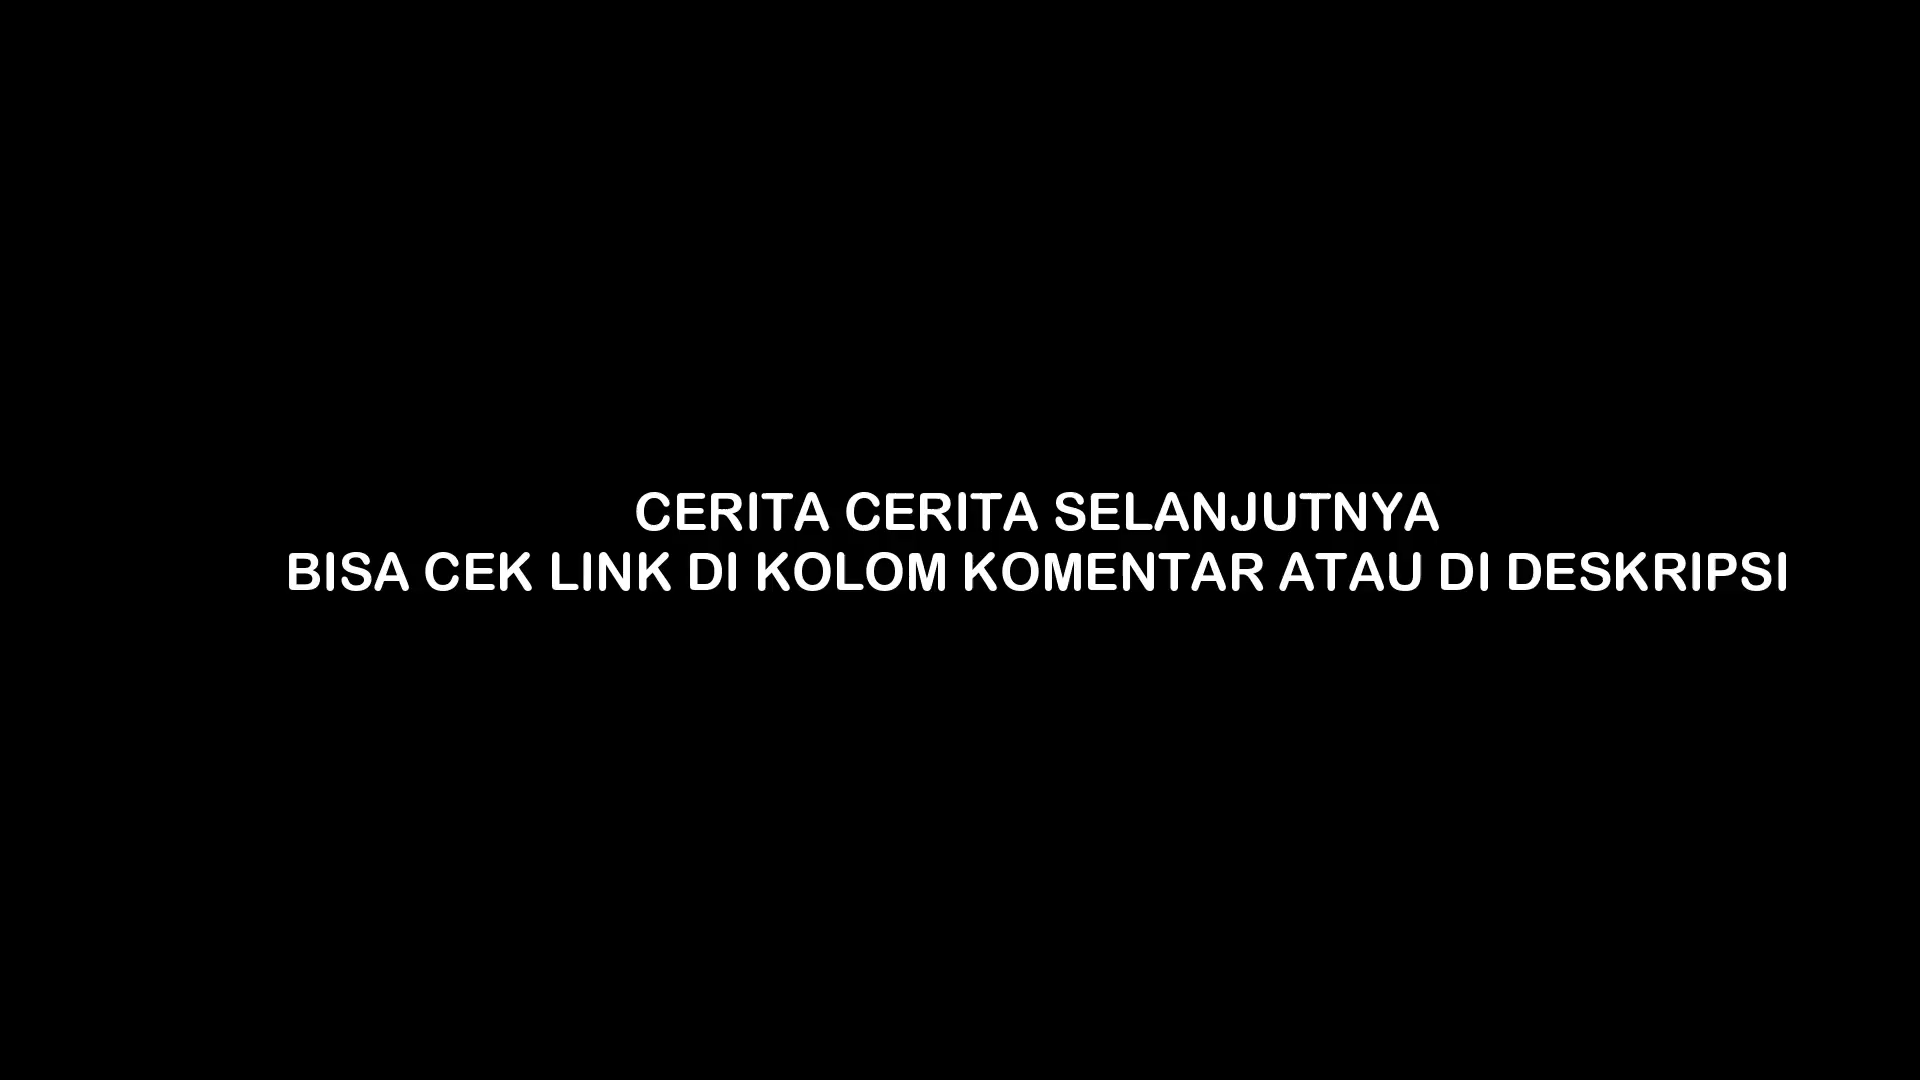 CERITA CERITA SELANJUTNYA
BISA CEK LINK DI KOLOM KOMENTAR ATAU DI DESKRIPSI